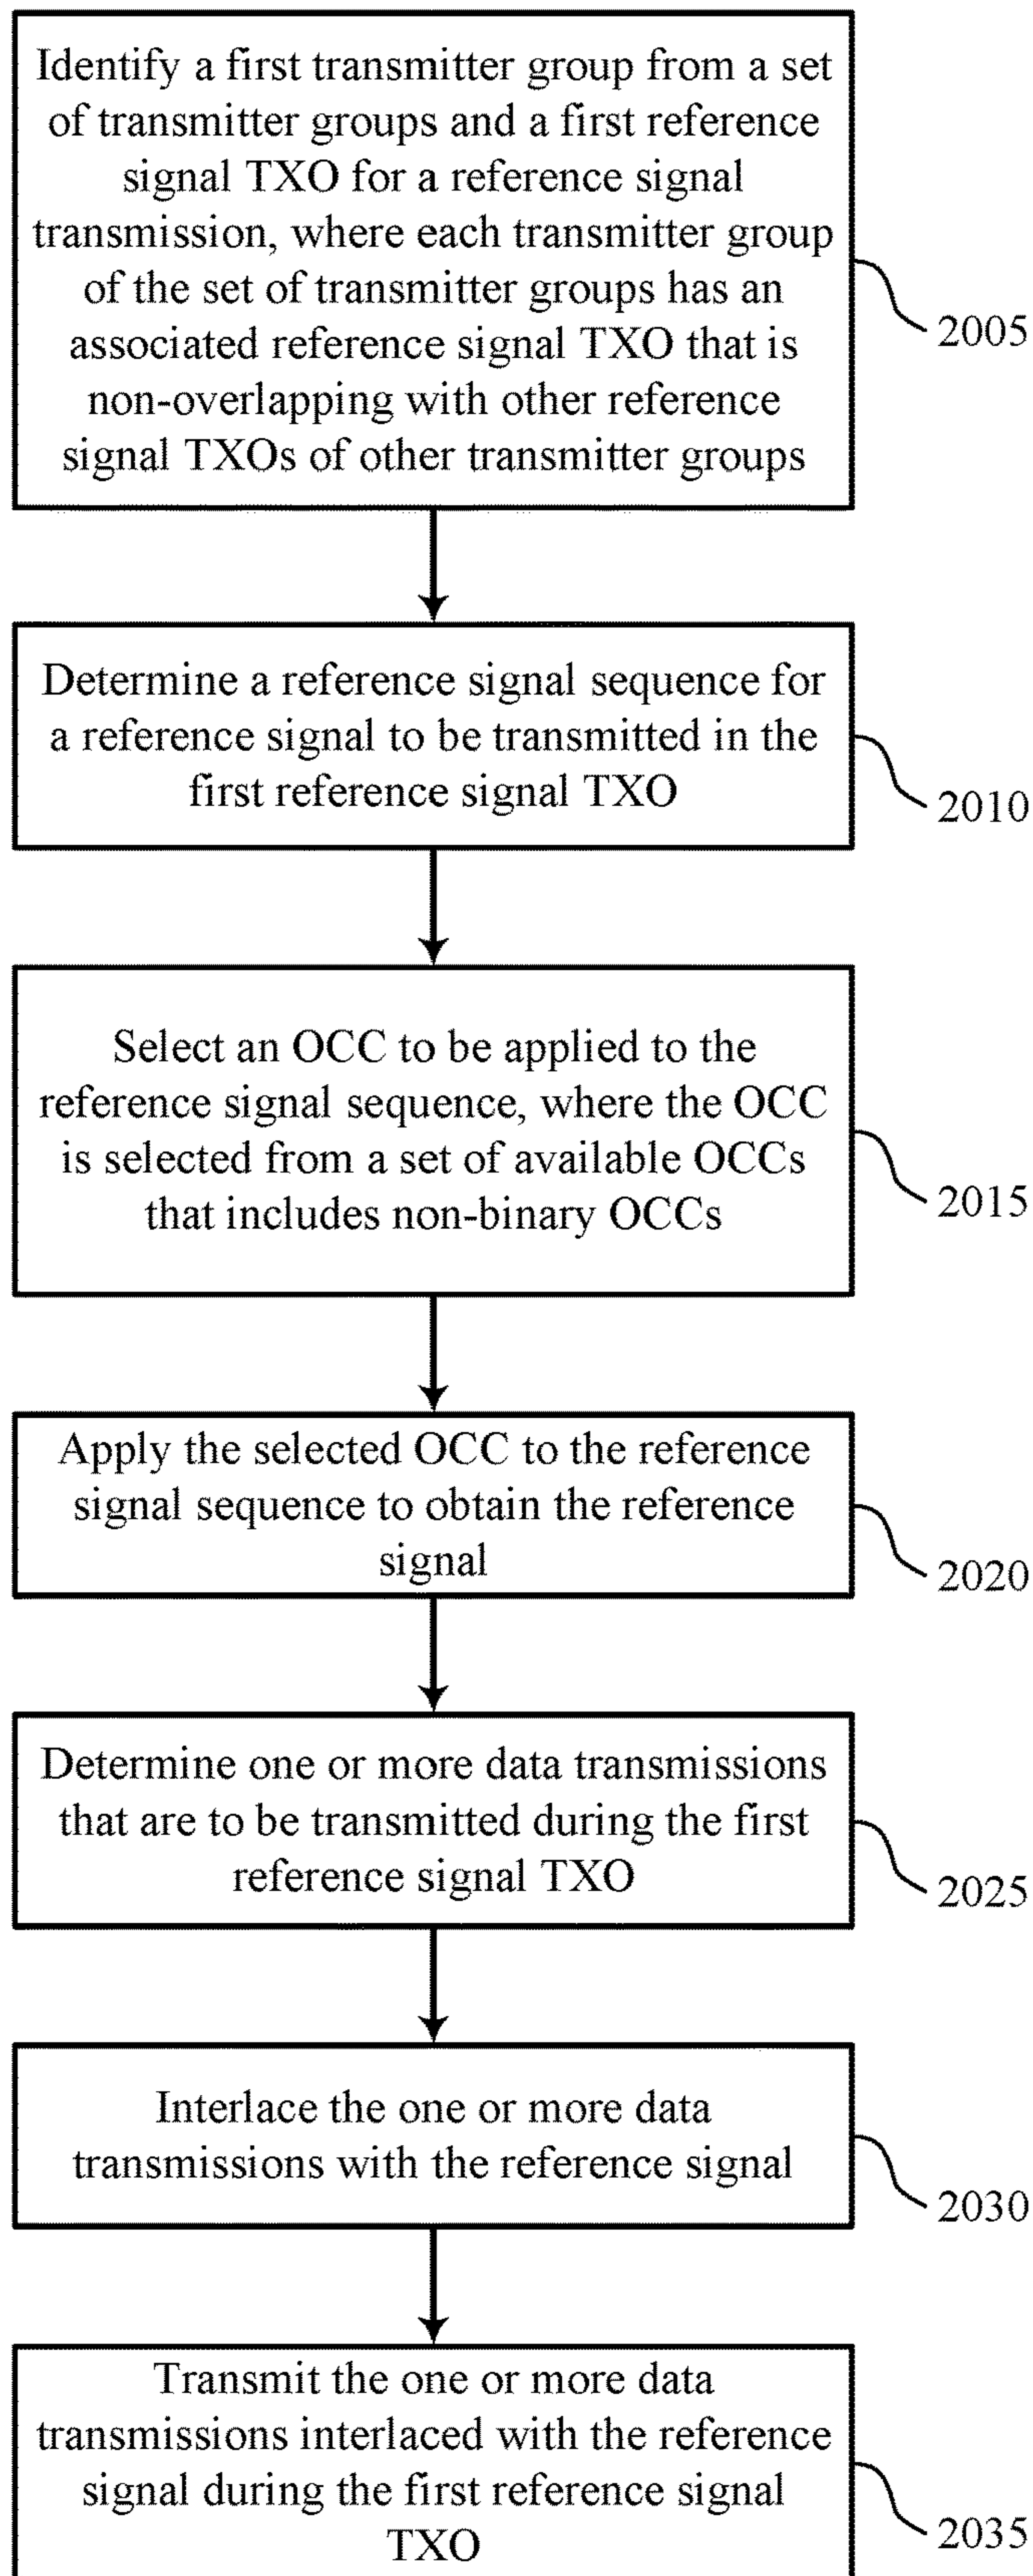 Identify a first transmitter group from a set
of transmitter groups and a first reference
signal TXO for a reference signal
transmission, where each transmitter group
of the set of transmitter groups has an
associated reference signal TXO that is
non-overlapping with other reference
signal TXOs of other transmitter groups
2005
Determine a reference signal sequence for
a reference signal to be transmitted in the
first reference signal TXO
2010
Select an OCC to be applied to the
reference signal sequence, where the OCC
is selected from a set of available OCCs
that includes non-binary OCCs
2015
Apply the selected OCC to the reference
signal sequence to obtain the reference
signal
2020
Determine one or more data transmissions
that are to be transmitted during the first
reference signal TXO
2025
Interlace the one or more data
transmissions with the reference signal
2030
Transmit the one or more data
transmissions interlaced with the reference
signal during the first reference signal
TXO
2035